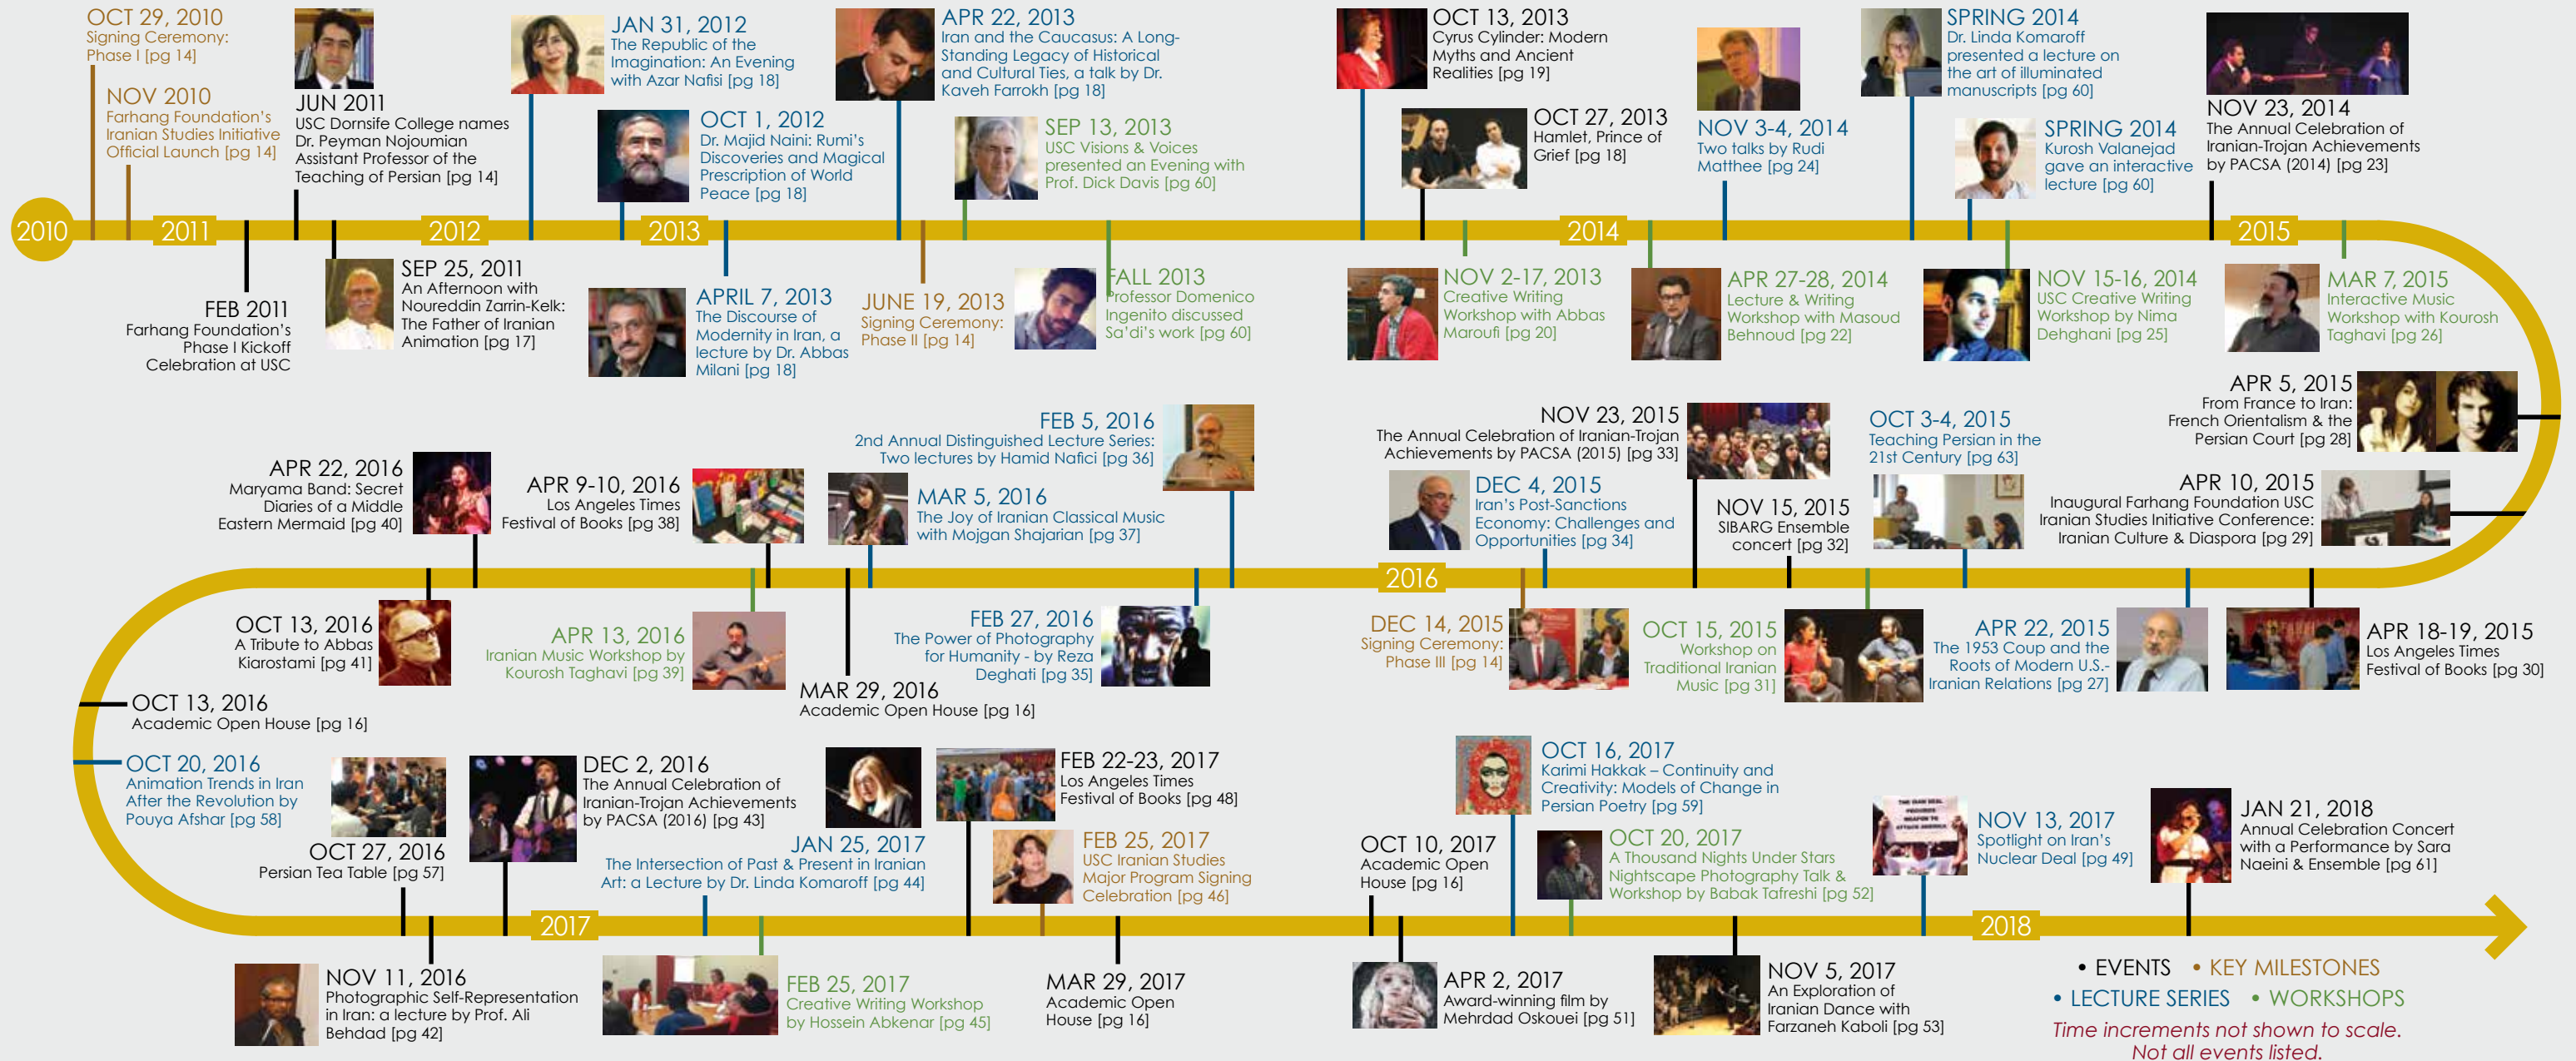 OCT 29, 2010
Signing Ceremony:
Phase I [pg 14]
NOV 2010
Farhang Foundation's
Iranian Studies Initiative
Official Launch [pg 14]
JUN 2011
USC Dornsife College names
Dr. Peyman Nojoumian
Assistant Professor of the
Teaching of Persian [pg 14]
JAN 31, 2012
The Republic of the
Imagination: An Evening
with Azar Nafisi [pg 18]
OCT 1, 2012
Dr. Majid Naini: Rumi's
Discoveries and Magical
Prescription of World
Peace [pg 18]
APR 22, 2013
Iran and the Caucasus: A Long-
Standing Legacy of Historical
and Cultural Ties, a talk by Dr.
Kaveh Farrokh [pg 18]
SEP 13, 2013
USC Visions & Voices
presented an Evening with
Prof. Dick Davis [pg 60]
OCT 13, 2013
Cyrus Cylinder: Modern
Myths and Ancient
Realities [pg 19]
OCT 27, 2013
Hamlet, Prince of
Grief [pg 18]
NOV 3-4, 2014
Two talks by Rudi
Matthee [pg 24]
SPRING 2014
Dr. Linda Komaroff
presented a lecture on
the art of illuminated
manuscripts [pg 60]
SPRING 2014
Kurosh Valanejad
gave an interactive
lecture [pg 60]
NOV 23, 2014
The Annual Celebration of
Iranian-Trojan Achievements
by PACSA (2014) [pg 23]
2010
2011
2012
2013
2014
2015
FEB 2011
Farhang Foundation's
Phase I Kickoff
Celebration at USC
SEP 25, 2011
An Afternoon with
Noureddin Zarrin-Kelk:
The Father of Iranian
Animation [pg 17]
APRIL 7, 2013
The Discourse of
Modernity in Iran, a
lecture by Dr. Abbas
Milani [pg 18]
JUNE 19, 2013
Signing Ceremony:
Phase II [pg 14]
FALL 2013
Professor Domenico
Ingenito discussed
Sa'di's work [pg 60]
NOV 2-17, 2013
Creative Writing
Workshop with Abbas
Maroufi [pg 20]
APR 27-28, 2014
Lecture & Writing
Workshop with Masoud
Behnoud [pg 22]
NOV 15-16, 2014
USC Creative Writing
Workshop by Nima
Dehghani [pg 25]
MAR 7, 2015
Interactive Music
Workshop with Kourosh
Taghavi [pg 26]
APR 5, 2015
From France to Iran:
French Orientalism & the
Persian Court [pg 28]
APR 10, 2015
Inaugural Farhang Foundation USC
Iranian Studies Initiative Conference:
Iranian Culture & Diaspora [pg 29]
OCT 3-4, 2015
Teaching Persian in the
21st Century [pg 63]
NOV 23, 2015
The Annual Celebration of Iranian-Trojan
Achievements by PACSA (2015) [pg 33]
NOV 15, 2015
SIBARG Ensemble
concert [pg 32]
DEC 4, 2015
Iran's Post-Sanctions
Economy: Challenges and
Opportunities [pg 34]
FEB 5, 2016
2nd Annual Distinguished Lecture Series:
Two lectures by Hamid Nafici [pg 36]
MAR 5, 2016
The Joy of Iranian Classical Music
with Mojgan Shajarian [pg 37]
APR 9-10, 2016
Los Angeles Times
Festival of Books [pg 38]
APR 22, 2016
Maryama Band: Secret
Diaries of a Middle
Eastern Mermaid [pg 40]
2016
APR 18-19, 2015
Los Angeles Times
Festival of Books [pg 30]
APR 22, 2015
The 1953 Coup and the
Roots of Modern U.S.-
Iranian Relations [pg 27]
OCT 15, 2015
Workshop on
Traditional Iranian
Music [pg 31]
DEC 14, 2015
Signing Ceremony:
Phase III [pg 14]
FEB 27, 2016
The Power of Photography
for Humanity - by Reza
Deghati [pg 35]
MAR 29, 2016
Academic Open House [pg 16]
APR 13, 2016
Iranian Music Workshop by
Kourosh Taghavi [pg 39]
OCT 13, 2016
A Tribute to Abbas
Kiarostami [pg 41]
OCT 13, 2016
Academic Open House [pg 16]
OCT 20, 2016
Animation Trends in Iran
After the Revolution by
Pouya Afshar [pg 58]
OCT 27, 2016
Persian Tea Table [pg 57]
DEC 2, 2016
The Annual Celebration of
Iranian-Trojan Achievements
by PACSA (2016) [pg 43]
JAN 25, 2017
The Intersection of Past & Present in Iranian
Art: a Lecture by Dr. Linda Komaroff [pg 44]
FEB 22-23, 2017
Los Angeles Times
Festival of Books [pg 48]
FEB 25, 2017
USC Iranian Studies
Major Program Signing
Celebration [pg 46]
OCT 10, 2017
Academic Open
House [pg 16]
OCT 16, 2017
Karimi Hakkak – Continuity and
Creativity: Models of Change in
Persian Poetry [pg 59]
OCT 20, 2017
A Thousand Nights Under Stars
Nightscape Photography Talk &
Workshop by Babak Tafreshi [pg 52]
THE IRAN DEAL
PROVIDES
WEAPON TO
ATTACK AMERICA
NOV 13, 2017
Spotlight on Iran's
Nuclear Deal [pg 49]
JAN 21, 2018
Annual Celebration Concert
with a Performance by Sara
Naeini & Ensemble [pg 61]
2017
2018
NOV 11, 2016
Photographic Self-Representation
in Iran: a lecture by Prof. Ali
Behdad [pg 42]
FEB 25, 2017
Creative Writing Workshop
by Hossein Abkenar [pg 45]
MAR 29, 2017
Academic Open
House [pg 16]
APR 2, 2017
Award-winning film by
Mehrdad Oskouei [pg 51]
NOV 5, 2017
An Exploration of
Iranian Dance with
Farzaneh Kaboli [pg 53]
• EVENTS • KEY MILESTONES
• LECTURE SERIES • WORKSHOPS
Time increments not shown to scale.
Not all events listed.